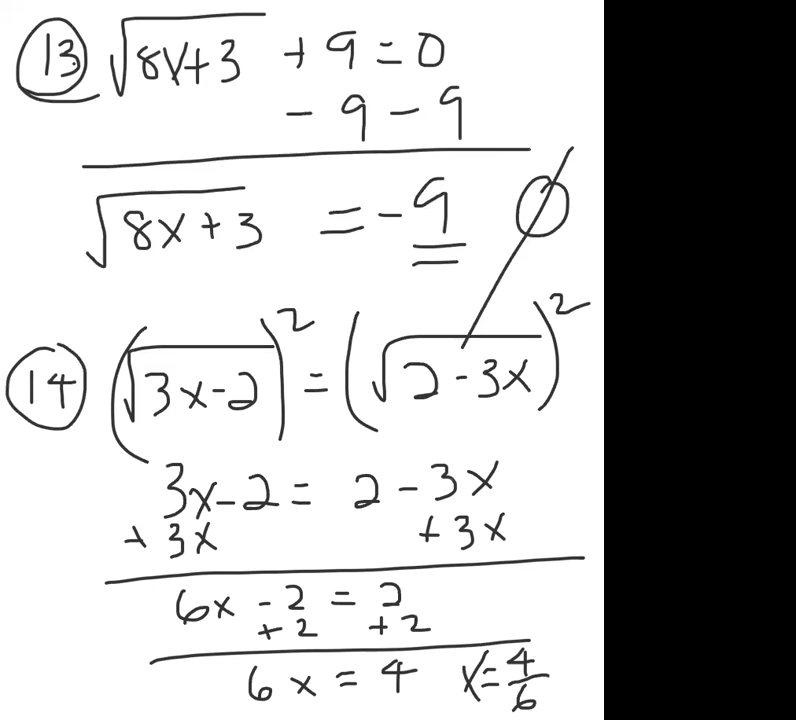 13 √8x+3 + 9 = 0
- 9 - 9
√8x+3 = -9 ∅
14 (√3x-2)² = (√2-3x)²
3x-2 = 2-3x
+3x +3x
6x -2 = 2
+2 +2
6x = 4 x=4/6